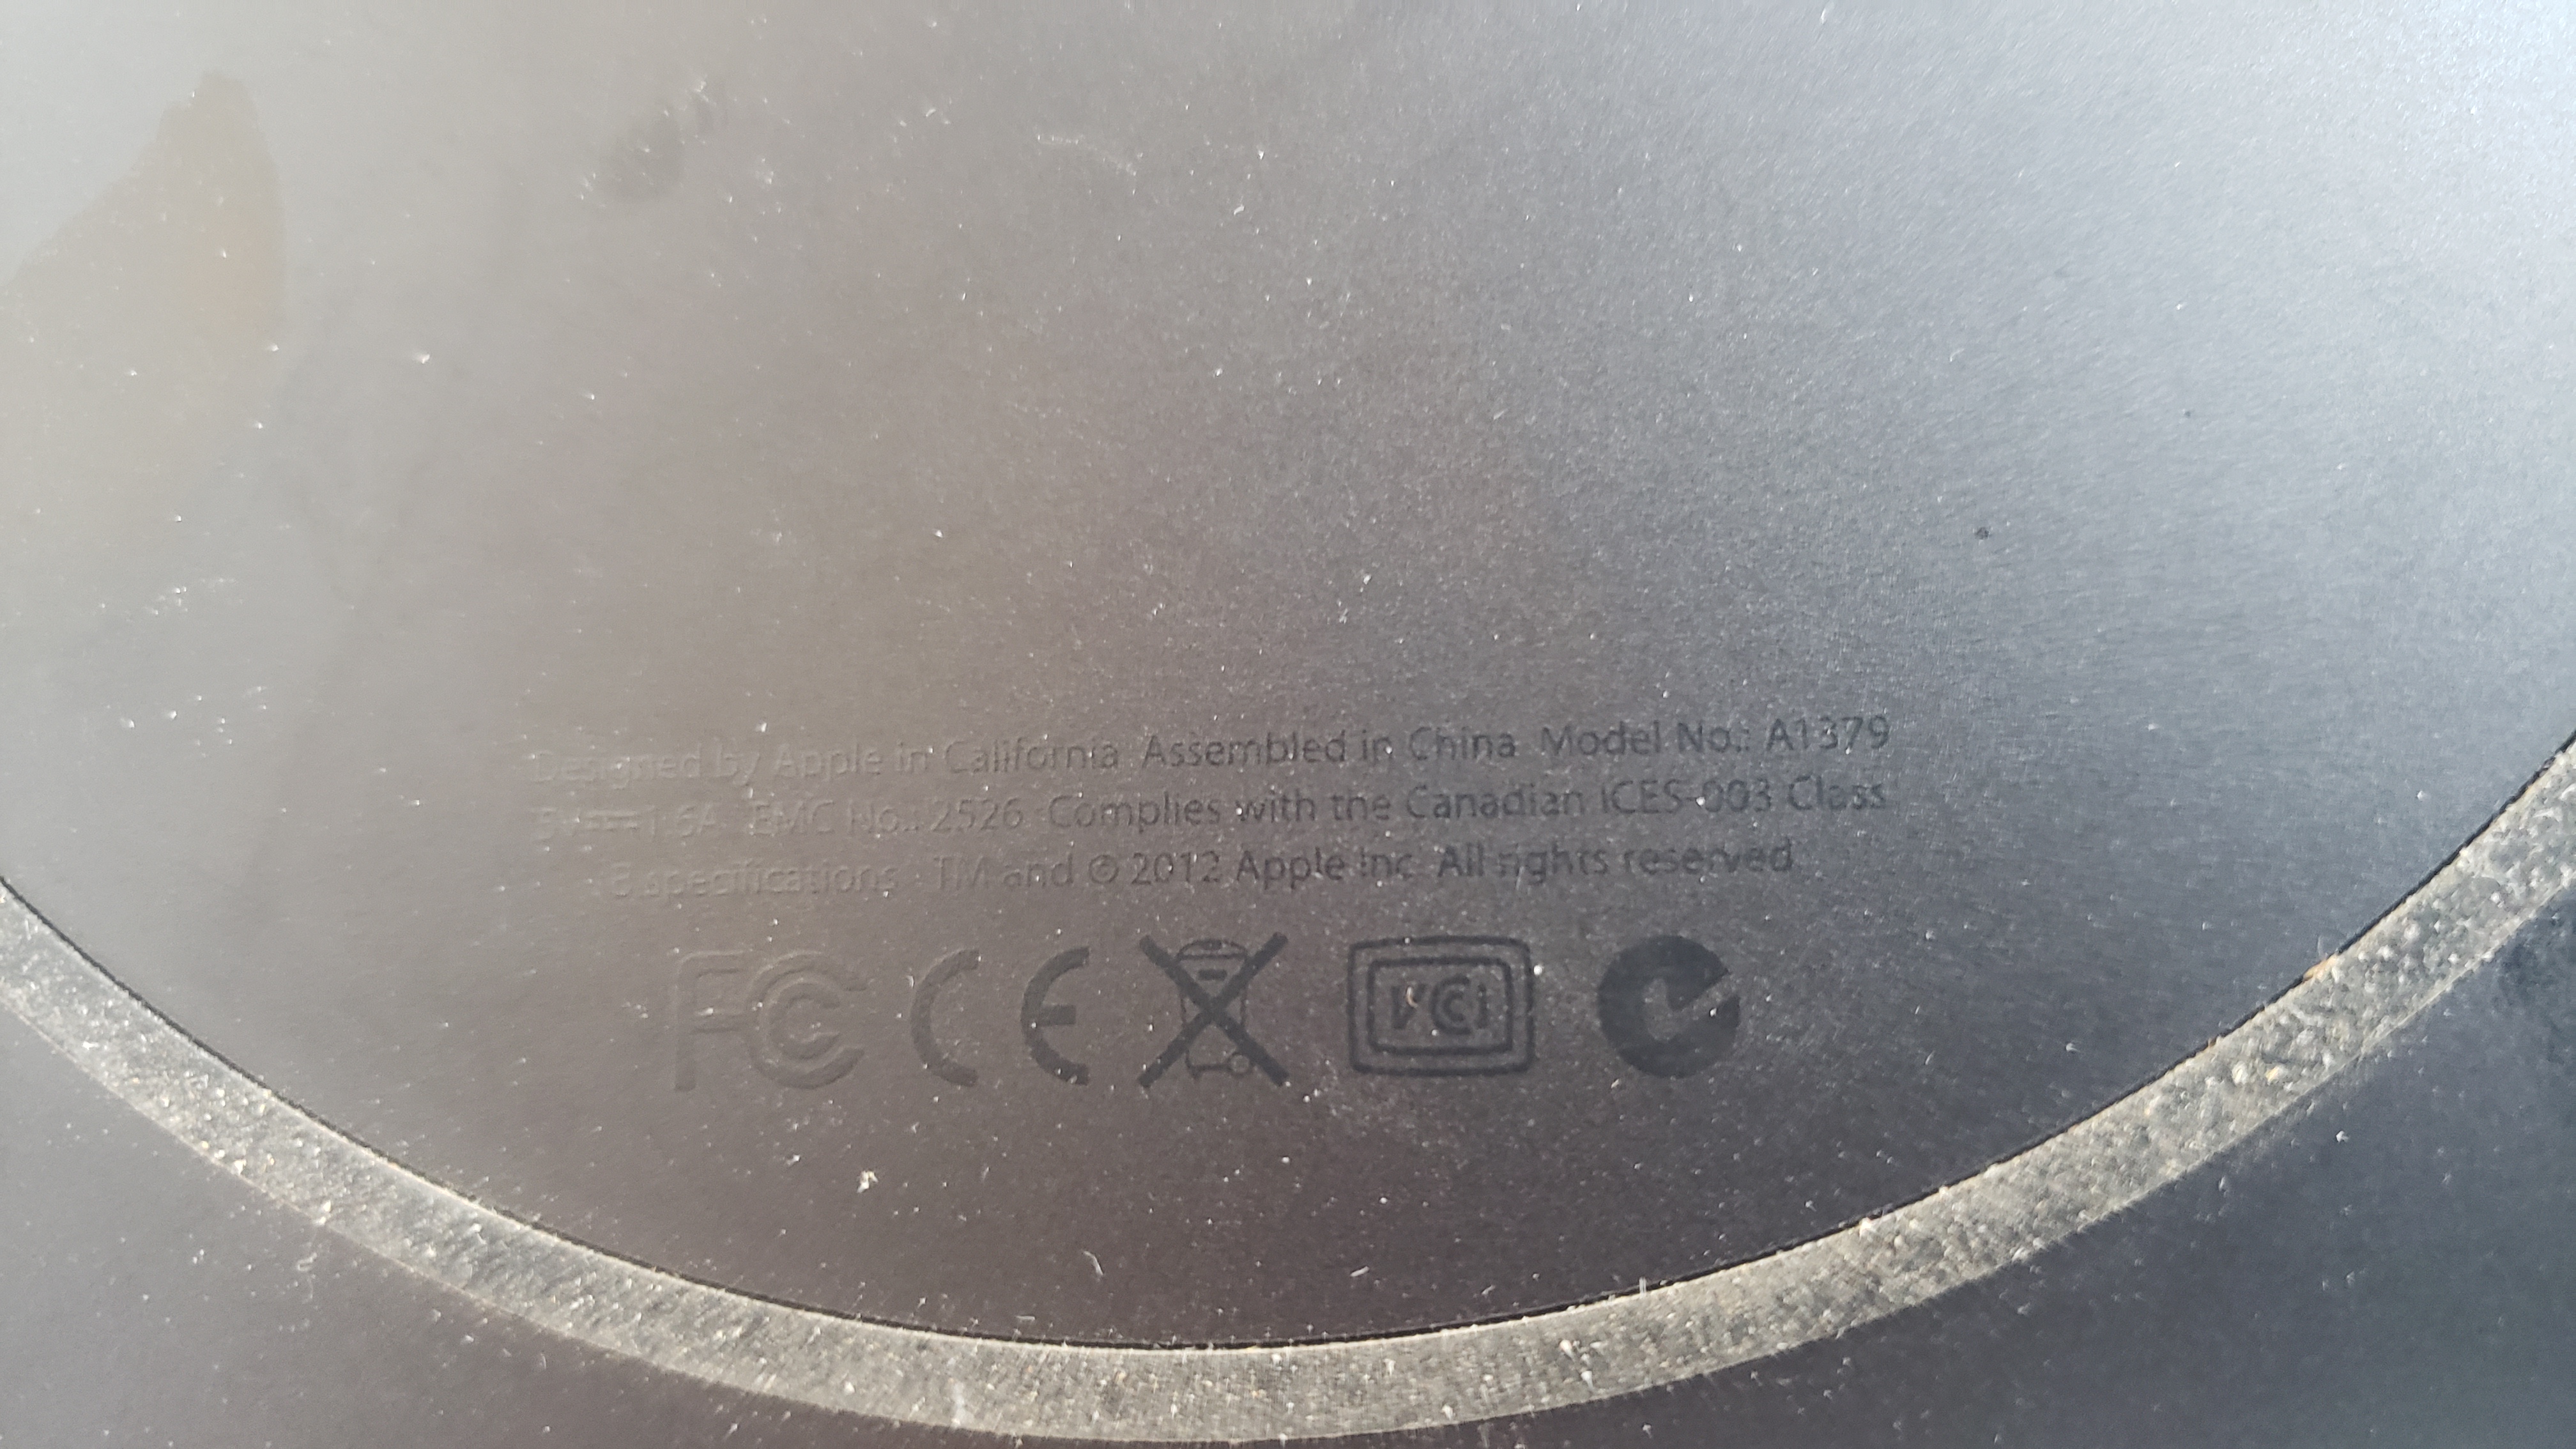 Designed by Apple in California Assembled in China Model No.: A1379
5V⎓1.6A EMC No.: 2526 Complies with the Canadian ICES-003 Class
B specifications TM and © 2012 Apple Inc. All rights reserved.
FC CE VCI